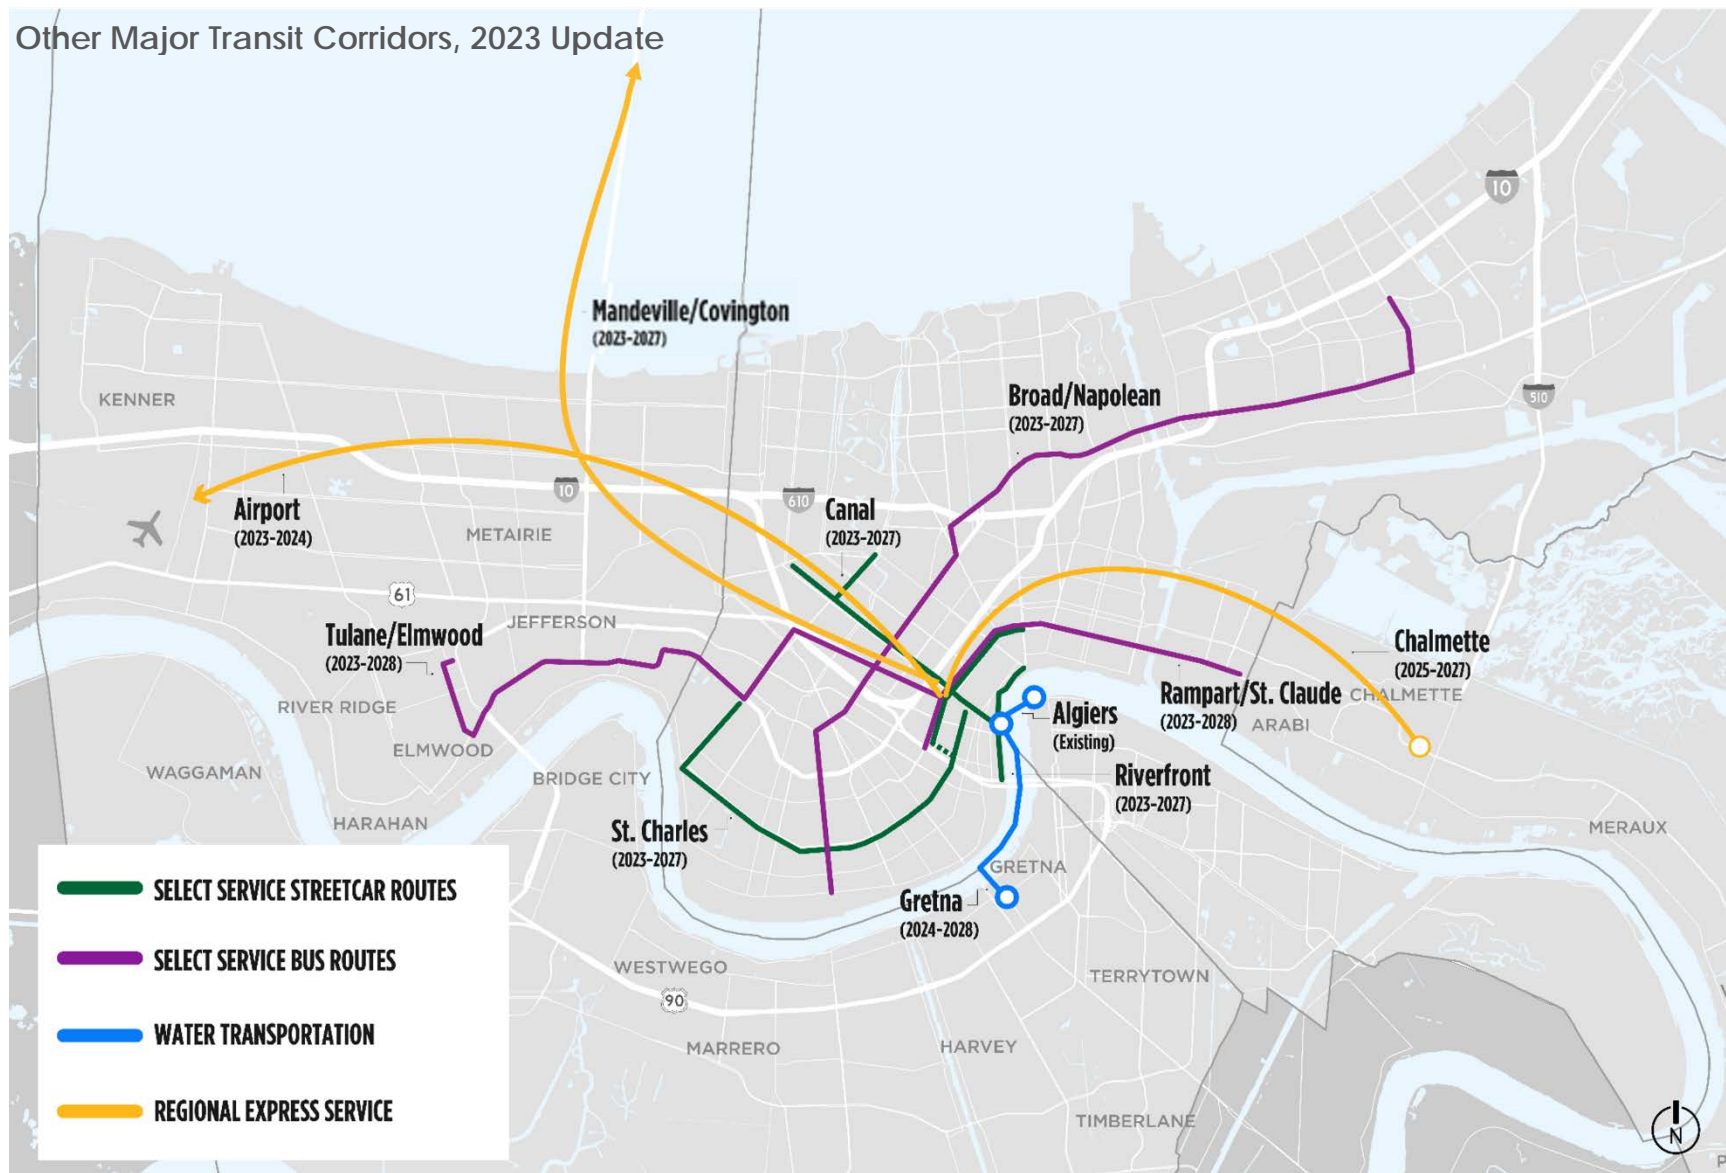 Other Major Transit Corridors, 2023 Update
10
Mandeville/Covington
(2023-2027)
KENNER
Broad/Napolean
(2023-2027)
510
Airport
(2023-2024)
10
610
Canal
(2023-2027)
METAIRIE
61
JEFFERSON
Tulane/Elmwood
(2023-2028)
Chalmette
(2025-2027)
RIVER RIDGE
Rampart/St. Claude
(2023-2028)
CHALMETTE
ARABI
Algiers
(Existing)
ELMWOOD
WAGGAMAN
BRIDGE CITY
Riverfront
(2023-2027)
HARAHAN
St. Charles
(2023-2027)
MERAUX
GRETNA
Gretna
(2024-2028)
SELECT SERVICE STREETCAR ROUTES
SELECT SERVICE BUS ROUTES
WATER TRANSPORTATION
REGIONAL EXPRESS SERVICE
WESTWEGO
TERRYTOWN
90
MARRERO
HARVEY
TIMBERLANE
N